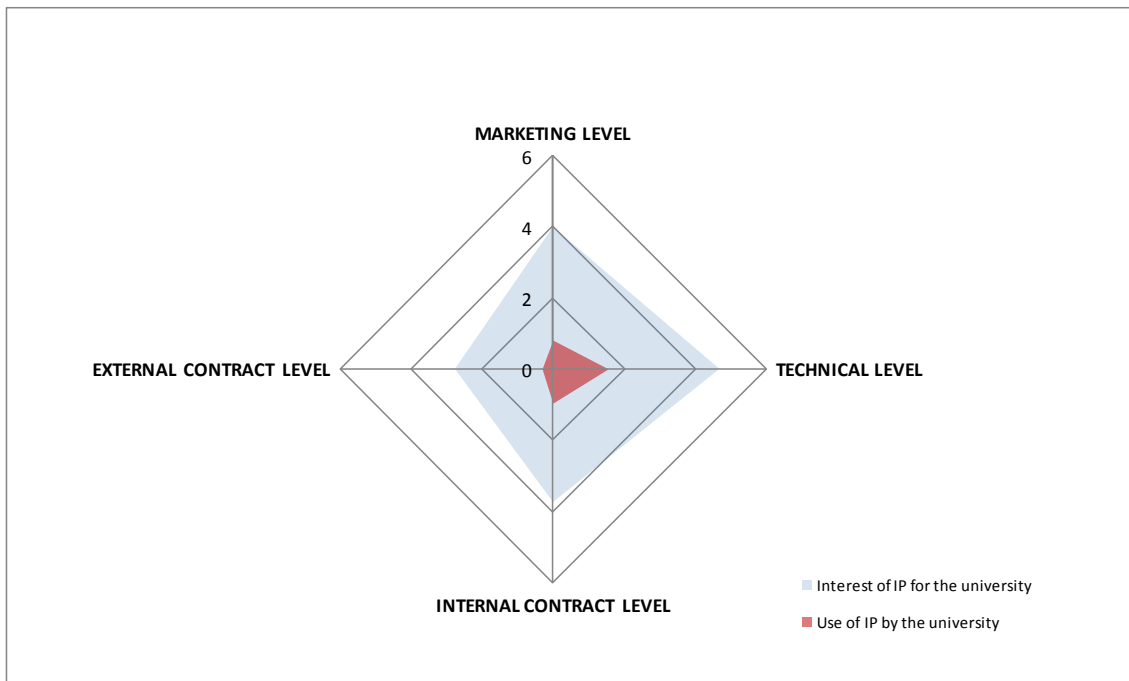 MARKETING LEVEL
6
4
2
EXTERNAL CONTRACT LEVEL
0
TECHNICAL LEVEL
INTERNAL CONTRACT LEVEL
Interest of IP for the university
Use of IP by the university